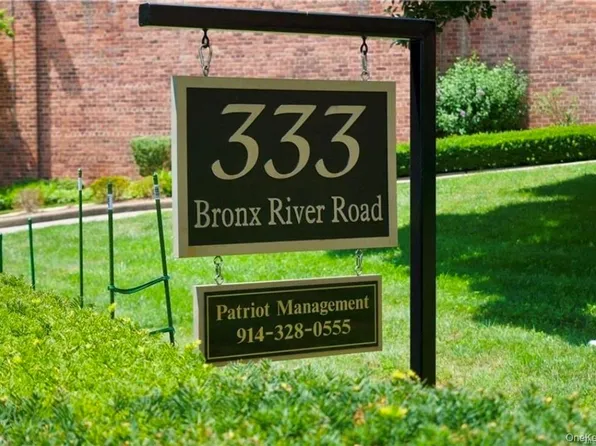 333
Bronx River Road
Patriot Management
914-328-0555